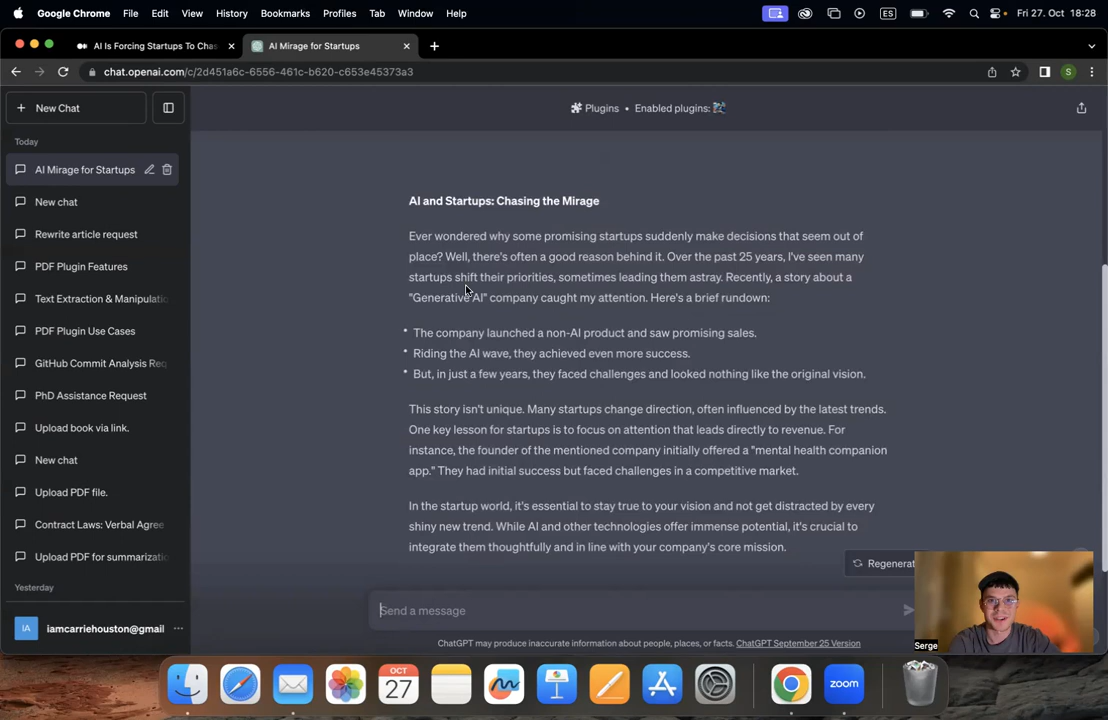 Google Chrome File Edit View History Bookmarks Profiles Tab Window Help ES Fri 27. Oct 18:28
AI Is Forcing Startups To Chas AI Mirage for Startups
chat.openai.com/c/2d451a6c-6556-461c-b620-c653e45373a3 S
New Chat
Plugins • Enabled plugins:
Today
AI Mirage for Startups
New chat
Rewrite article request
PDF Plugin Features
Text Extraction & Manipulatio
PDF Plugin Use Cases
GitHub Commit Analysis Req
PhD Assistance Request
Upload book via link.
New chat
Upload PDF file.
Contract Laws: Verbal Agree
Upload PDF for summarizatio
Yesterday
IA iamcarriehouston@gmail
AI and Startups: Chasing the Mirage
Ever wondered why some promising startups suddenly make decisions that seem out of
place? Well, there's often a good reason behind it. Over the past 25 years, I've seen many
startups shift their priorities, sometimes leading them astray. Recently, a story about a
"Generative AI" company caught my attention. Here's a brief rundown:
• The company launched a non-AI product and saw promising sales.
• Riding the AI wave, they achieved even more success.
• But, in just a few years, they faced challenges and looked nothing like the original vision.
This story isn't unique. Many startups change direction, often influenced by the latest trends.
One key lesson for startups is to focus on attention that leads directly to revenue. For
instance, the founder of the mentioned company initially offered a "mental health companion
app." They had initial success but faced challenges in a competitive market.
In the startup world, it's essential to stay true to your vision and not get distracted by every
shiny new trend. While AI and other technologies offer immense potential, it's crucial to
integrate them thoughtfully and in line with your company's core mission.
Regenerat
Send a message
ChatGPT may produce inaccurate information about people, places, or facts. ChatGPT September 25 Version
Serge
OCT
27
zoom